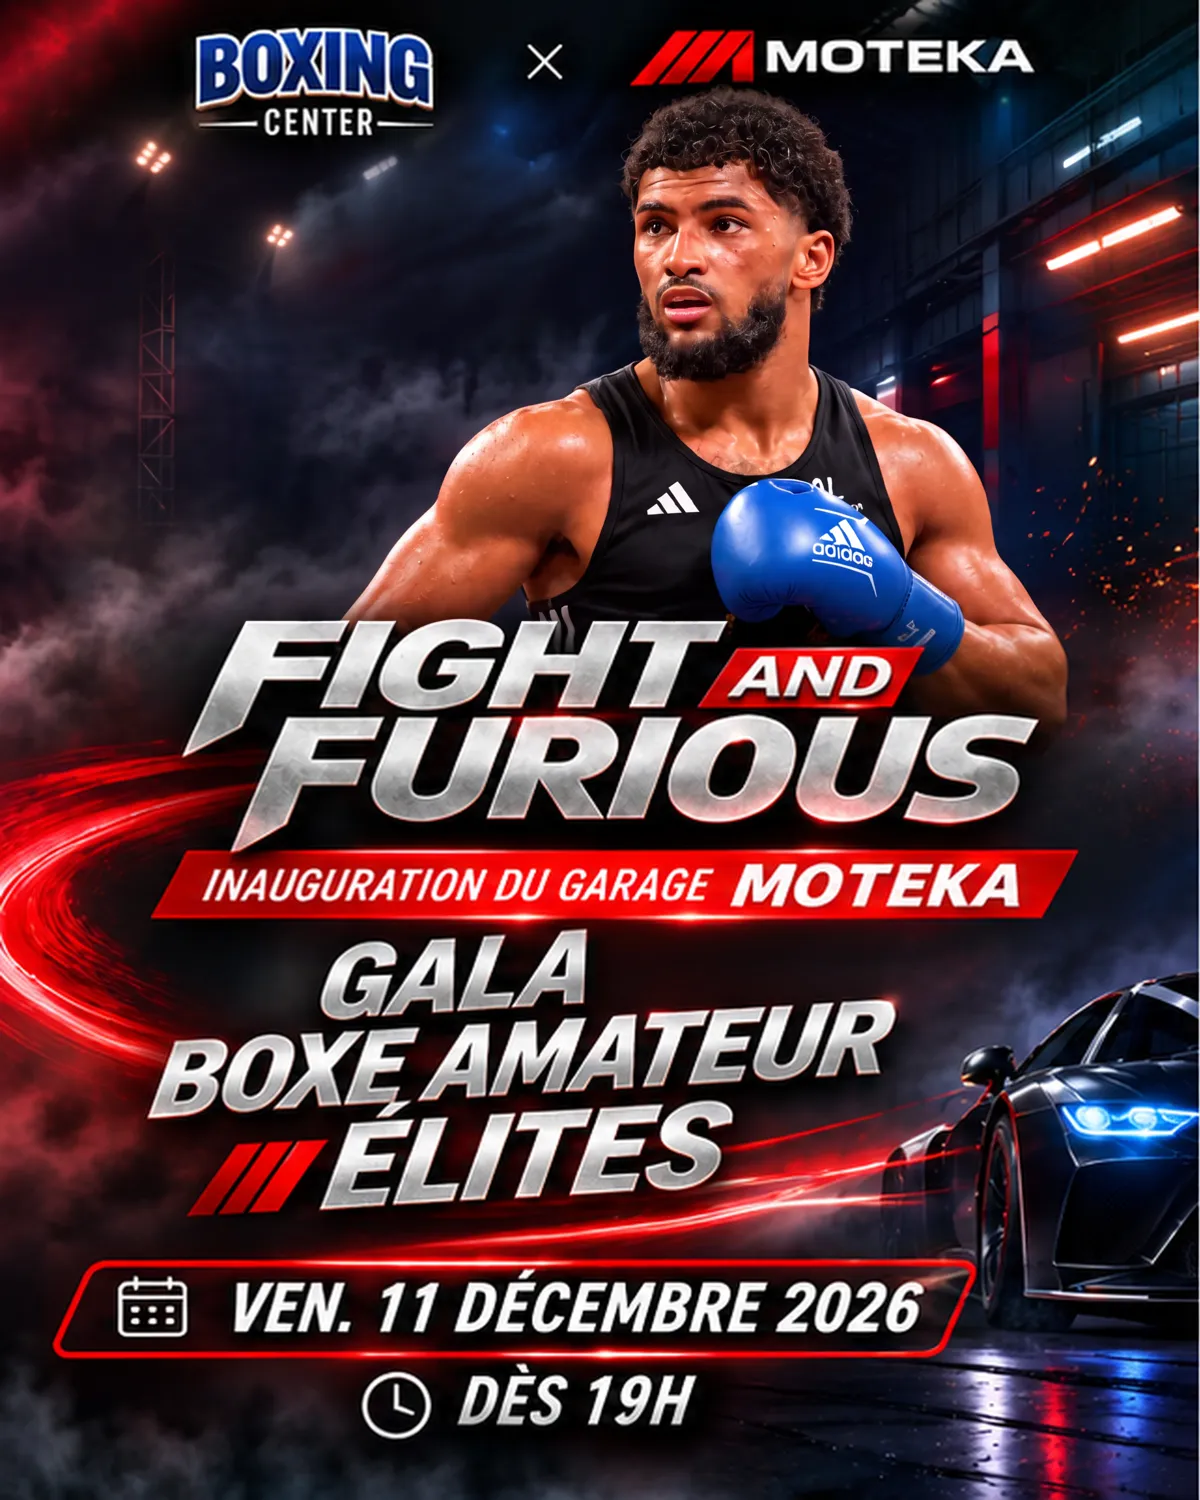 BOXING
CENTER
MOTEKA
adidas
FIGHT AND
FURIOUS
INAUGURATION DU GARAGE MOTEKA
GALA
BOXE AMATEUR
ÉLITES
VEN. 11 DÉCEMBRE 2026
DÈS 19H